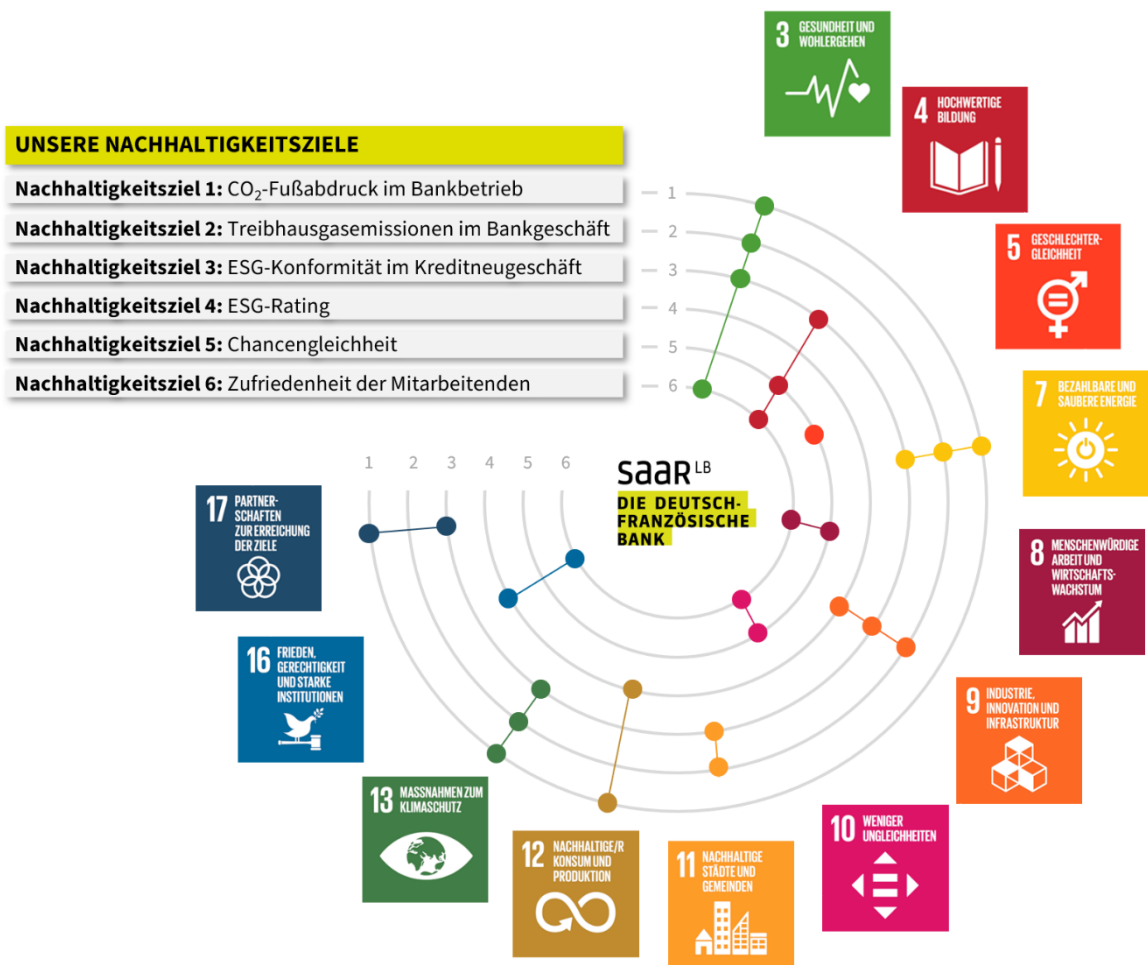 UNSERE NACHHALTIGKEITSZIELE
Nachhaltigkeitsziel 1: CO₂-Fußabdruck im Bankbetrieb
Nachhaltigkeitsziel 2: Treibhausgasemissionen im Bankgeschäft
Nachhaltigkeitsziel 3: ESG-Konformität im Kreditneugeschäft
Nachhaltigkeitsziel 4: ESG-Rating
Nachhaltigkeitsziel 5: Chancengleichheit
Nachhaltigkeitsziel 6: Zufriedenheit der Mitarbeitenden
1
2
3
4
5
6
1 2 3 4 5 6
saaR LB
DIE DEUTSCH-
FRANZÖSISCHE
BANK
3 GESUNDHEIT UND
WOHLERGEHEN
4 HOCHWERTIGE
BILDUNG
5 GESCHLECHTER-
GLEICHHEIT
7 BEZAHLBARE UND
SAUBERE ENERGIE
8 MENSCHENWÜRDIGE
ARBEIT UND
WIRTSCHAFTS-
WACHSTUM
9 INDUSTRIE,
INNOVATION UND
INFRASTRUKTUR
10 WENIGER
UNGLEICHHEITEN
11 NACHHALTIGE
STÄDTE UND
GEMEINDEN
12 NACHHALTIGE/R
KONSUM UND
PRODUKTION
13 MASSNAHMEN ZUM
KLIMASCHUTZ
16 FRIEDEN,
GERECHTIGKEIT
UND STARKE
INSTITUTIONEN
17 PARTNER-
SCHAFTEN
ZUR ERREICHUNG
DER ZIELE